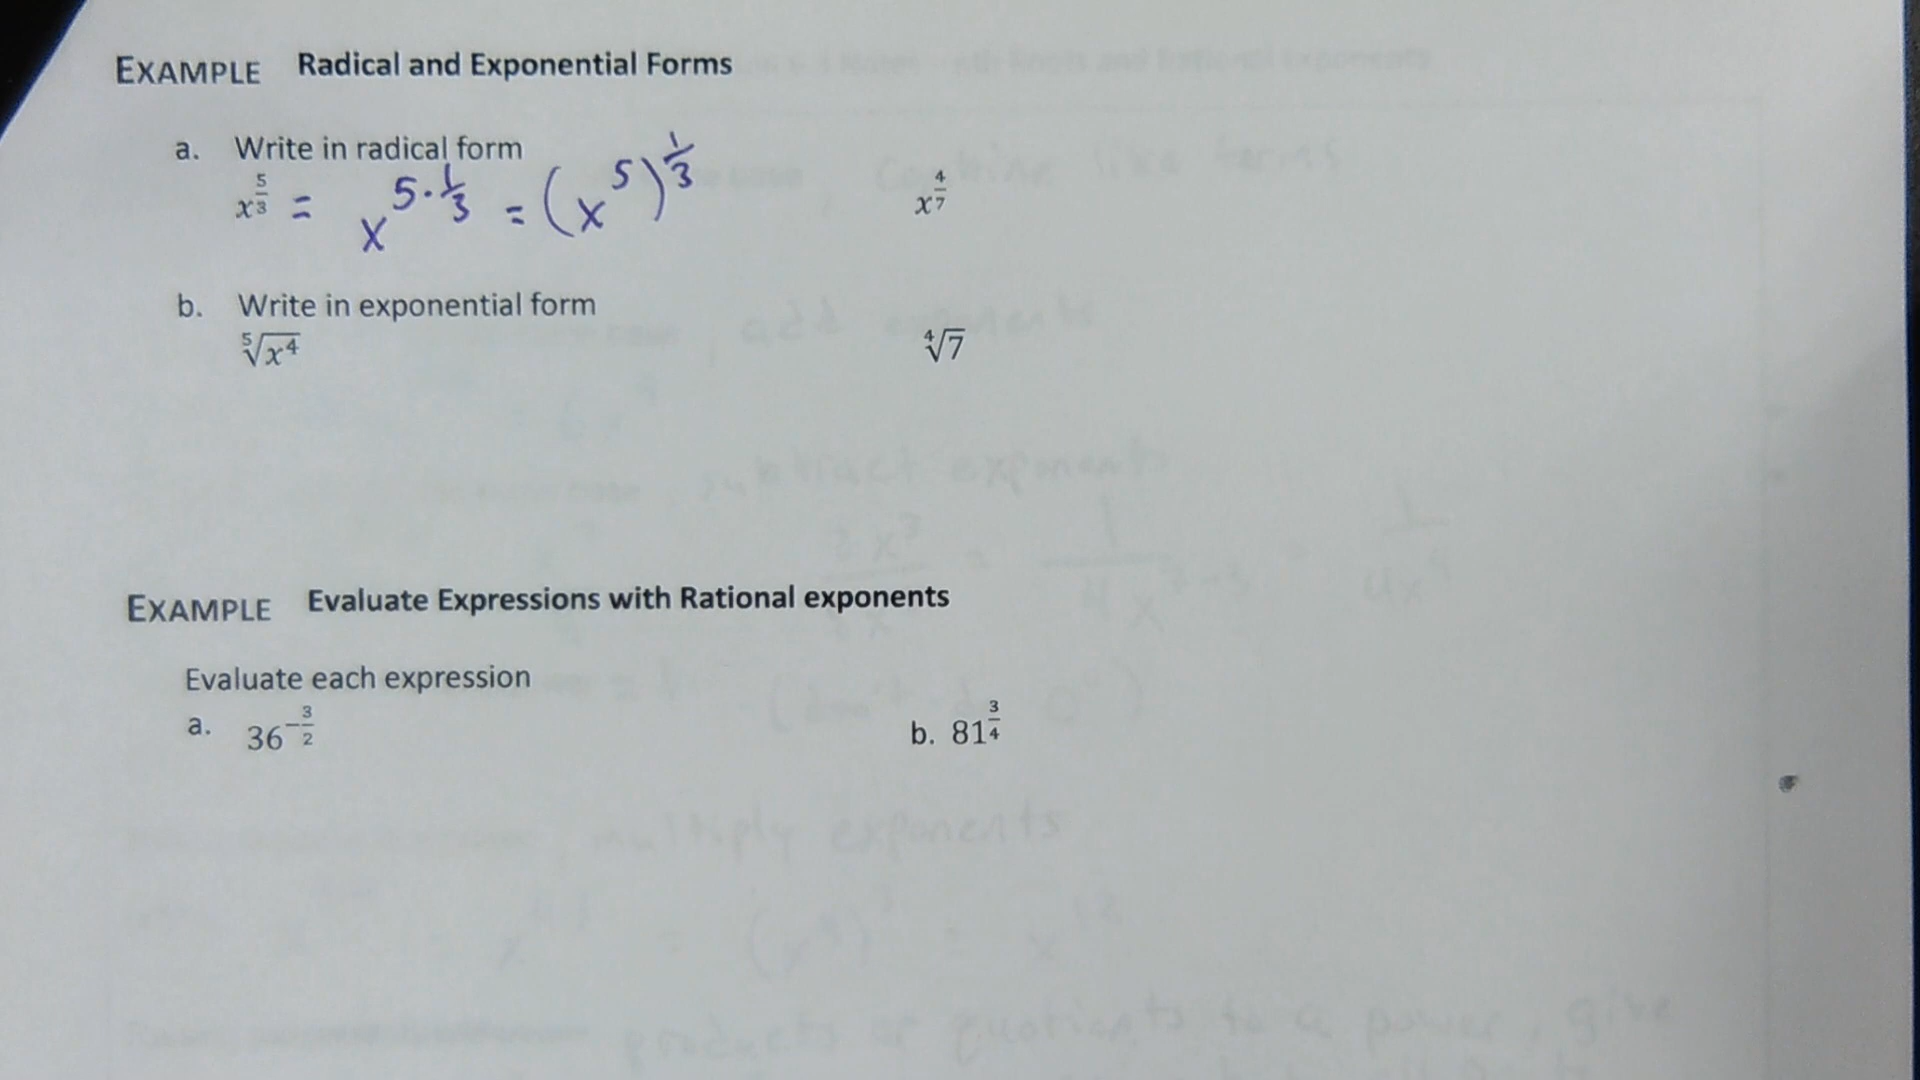 EXAMPLE Radical and Exponential Forms
a. Write in radical form
x^{5/3} = x^{5·1/3} = (x^5)^{1/3} x^{4/7}
b. Write in exponential form
⁵√x⁴ ⁴√7
EXAMPLE Evaluate Expressions with Rational exponents
Evaluate each expression
a. 36^{-3/2} b. 81^{3/4}